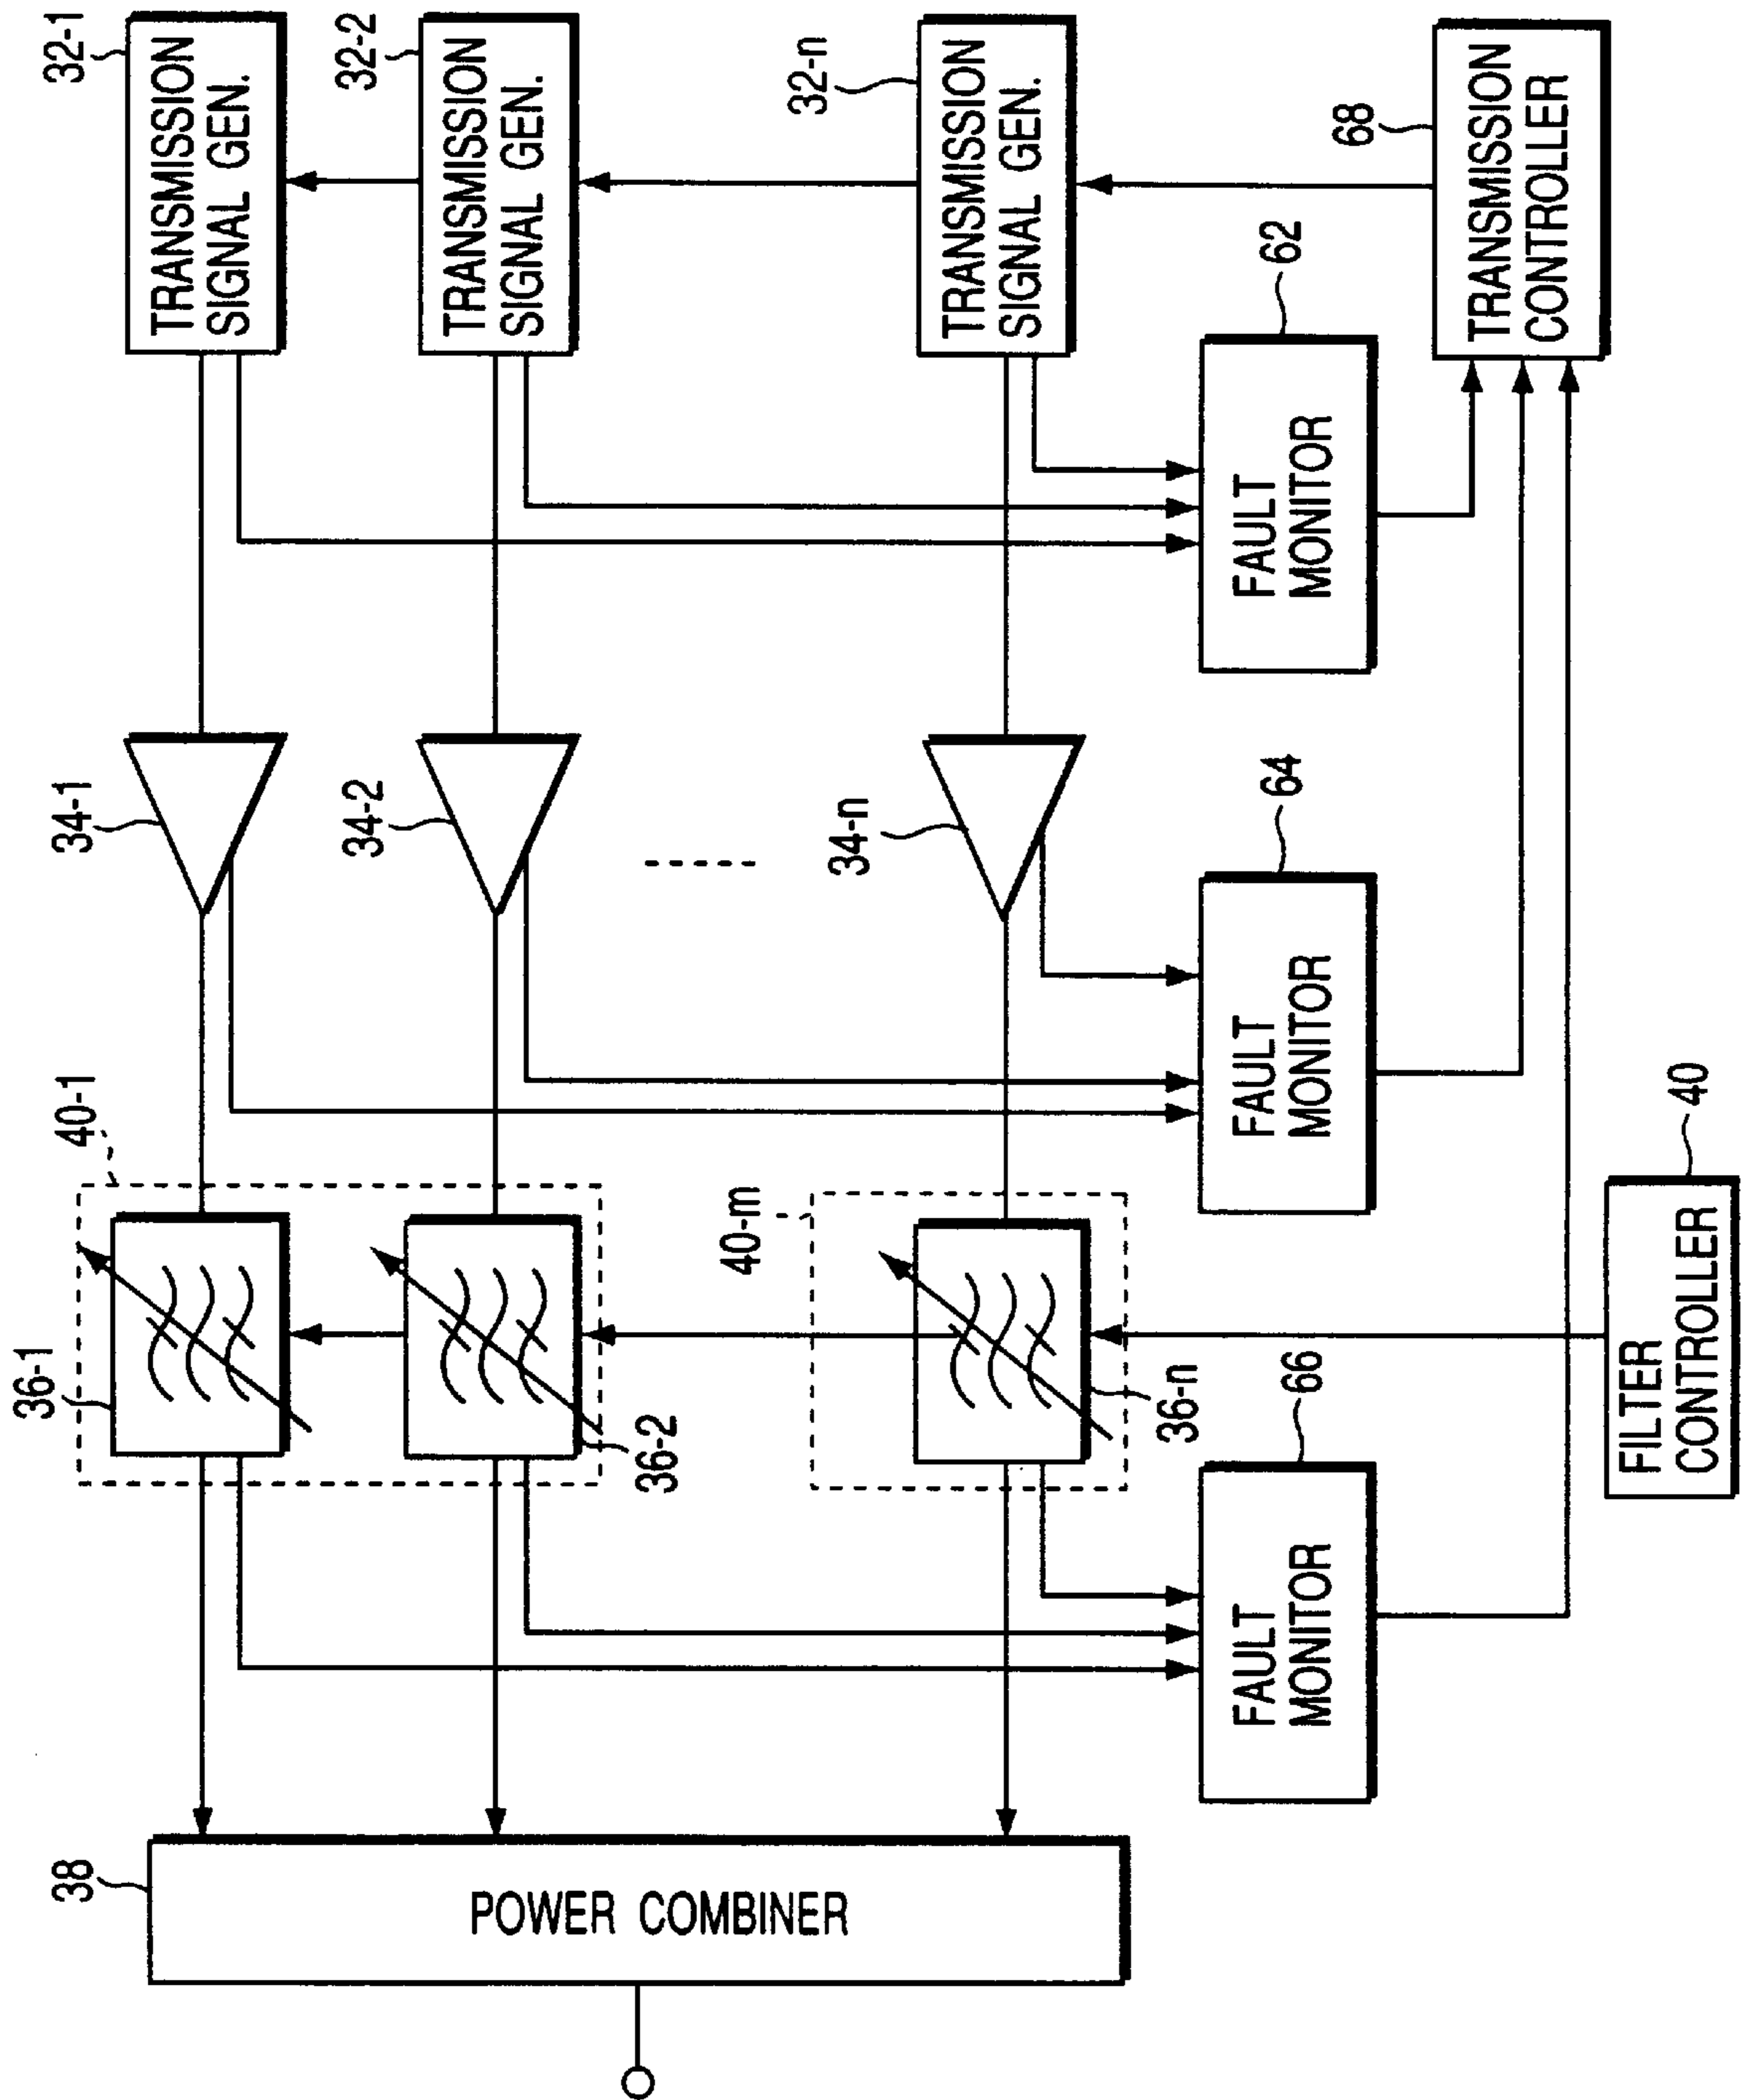 32-1
TRANSMISSION
SIGNAL GEN.
32-2
TRANSMISSION
SIGNAL GEN.
32-n
TRANSMISSION
SIGNAL GEN.
68
TRANSMISSION
CONTROLLER
62
FAULT
MONITOR
34-1
34-2
34-n
64
FAULT
MONITOR
40-1
40-m
36-1
36-2
36-n
66
FAULT
MONITOR
40
FILTER
CONTROLLER
38
POWER COMBINER